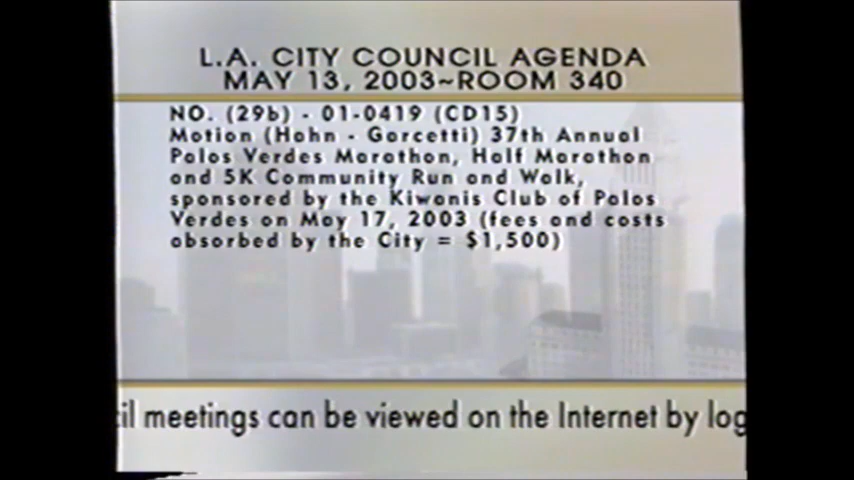 L.A. CITY COUNCIL AGENDA
MAY 13, 2003~ROOM 340
NO. (29b) - 01-0419 (CD15)
Motion (Hahn - Garcetti) 37th Annual
Palos Verdes Marathon, Half Marathon
and 5K Community Run and Walk,
sponsored by the Kiwanis Club of Palos
Verdes on May 17, 2003 (fees and costs
absorbed by the City = $1,500)
cil meetings can be viewed on the Internet by log